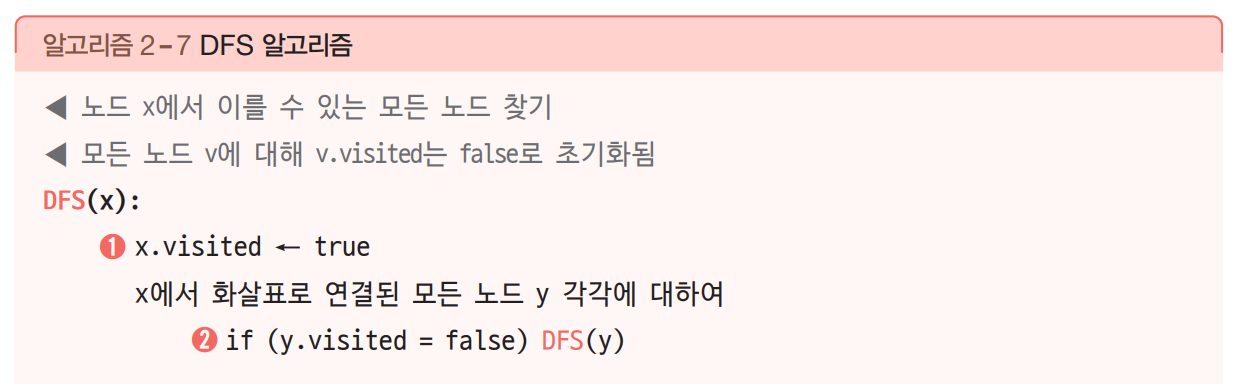 알고리즘 2-7 DFS 알고리즘
◀ 노드 x에서 이를 수 있는 모든 노드 찾기
◀ 모든 노드 v에 대해 v.visited는 false로 초기화됨
DFS(x):
❶ x.visited ← true
x에서 화살표로 연결된 모든 노드 y 각각에 대하여
❷ if (y.visited = false) DFS(y)